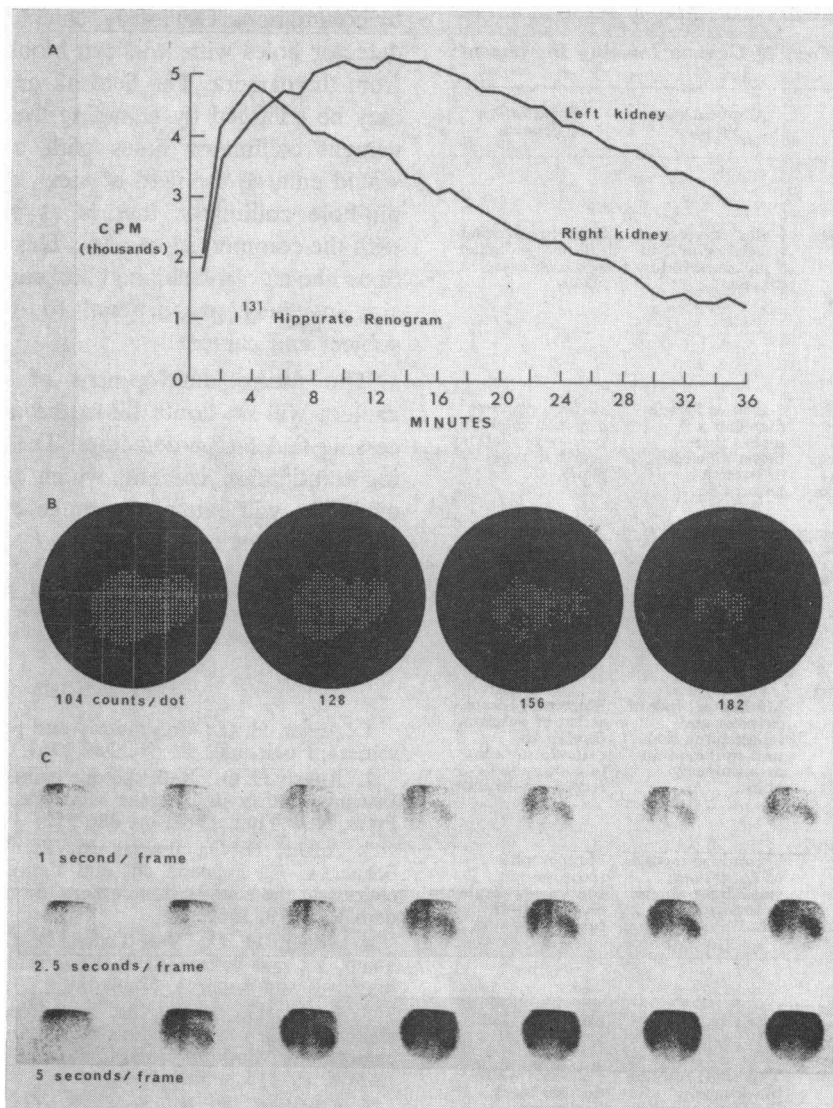 A
5
4
3
CPM
(thousands)
2
1
0
Left kidney
Right kidney
I131 Hippurate Renogram
4 8 12 16 20 24 28 32 36
MINUTES
B
104 counts/dot 128 156 182
C
1 second/frame
2.5 seconds/frame
5 seconds/frame